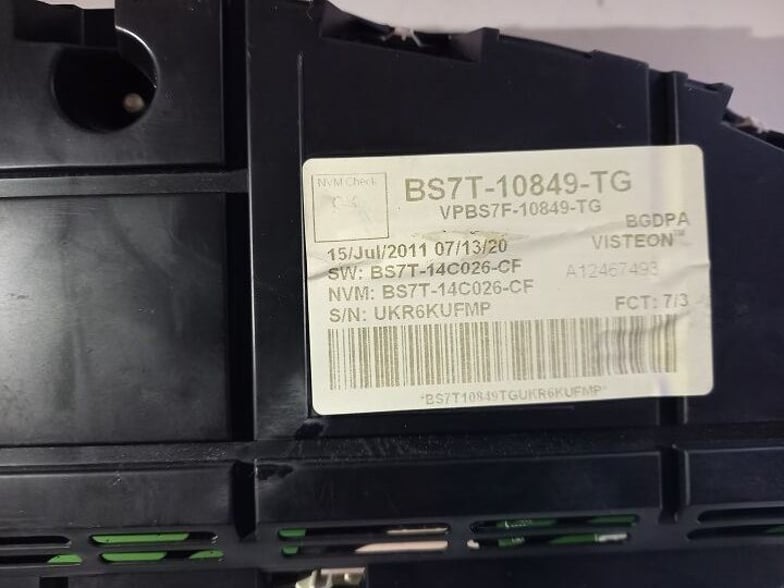 NVM Check
BS7T-10849-TG
VPBS7F-10849-TG
BGDPA
15/Jul/2011 07/13/20
VISTEON™
SW: BS7T-14C026-CF
A12467493
NVM: BS7T-14C026-CF
S/N: UKR6KUFMP
FCT: 7/3
*BS7T10849TGUKR6KUFMP*